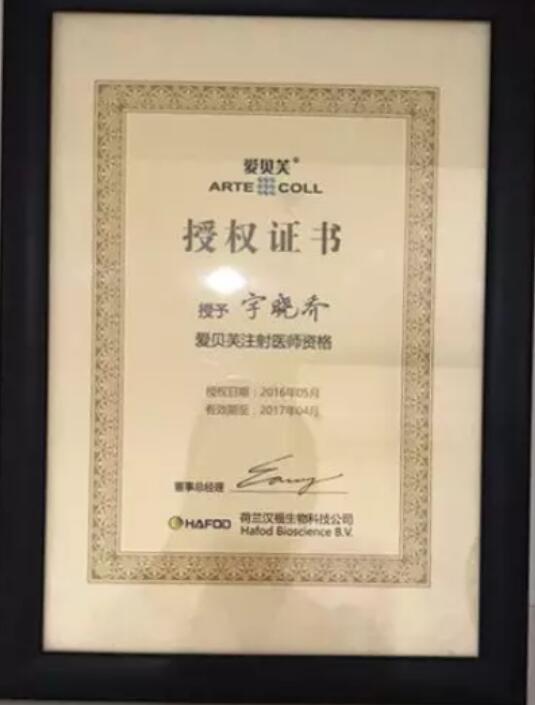 爱贝芙®
ARTE COLL
授权证书
授予 宇晓乔
爱贝芙注射医师资格
授权日期：2016年05月
有效期至：2017年04月
董事总经理
HAFOD 荷兰汉福生物科技公司
Hafod Bioscience B.V.